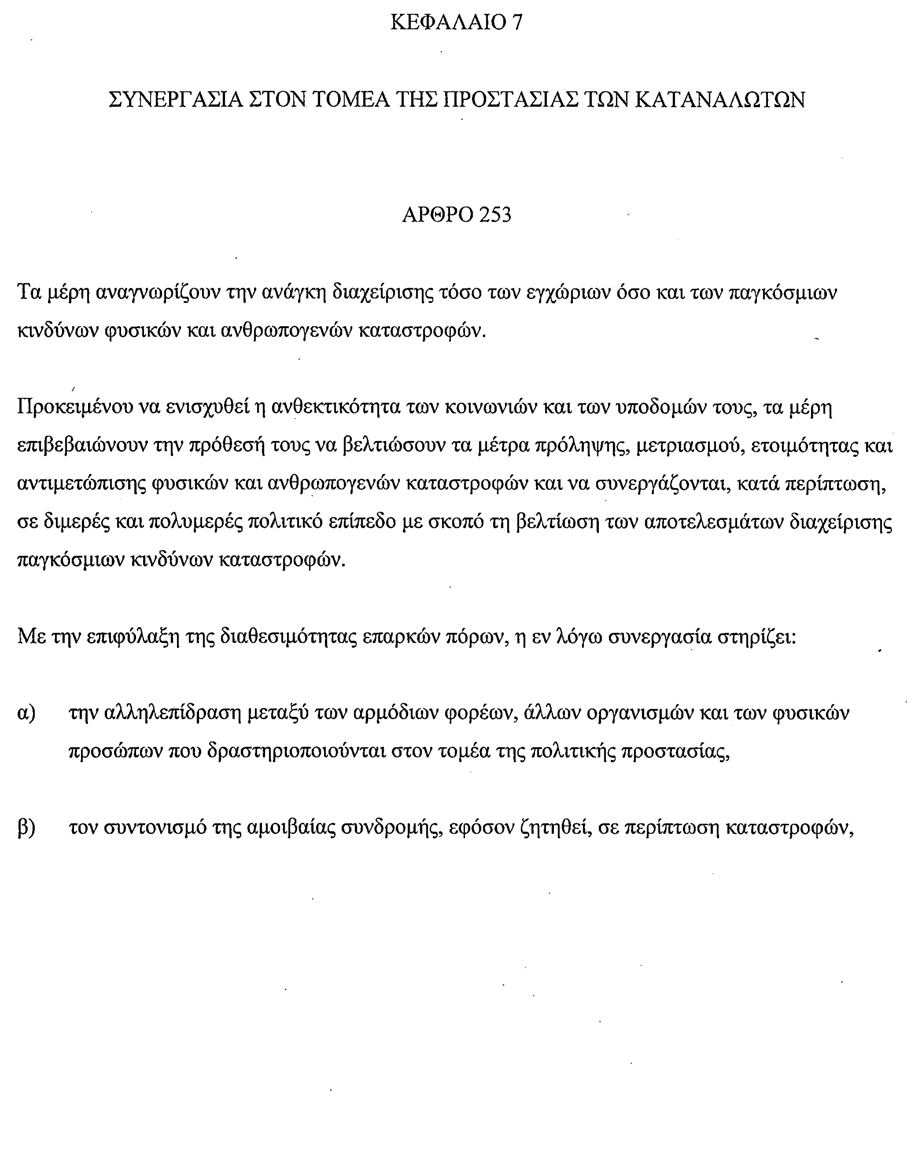 ΚΕΦΑΛΑΙΟ 7
ΣΥΝΕΡΓΑΣΙΑ ΣΤΟΝ ΤΟΜΕΑ ΤΗΣ ΠΡΟΣΤΑΣΙΑΣ ΤΩΝ ΚΑΤΑΝΑΛΩΤΩΝ
ΑΡΘΡΟ 253
Τα μέρη αναγνωρίζουν την ανάγκη διαχείρισης τόσο των εγχώριων όσο και των παγκόσμιων
κινδύνων φυσικών και ανθρωπογενών καταστροφών.
Προκειμένου να ενισχυθεί η ανθεκτικότητα των κοινωνιών και των υποδομών τους, τα μέρη
επιβεβαιώνουν την πρόθεσή τους να βελτιώσουν τα μέτρα πρόληψης, μετριασμού, ετοιμότητας και
αντιμετώπισης φυσικών και ανθρωπογενών καταστροφών και να συνεργάζονται, κατά περίπτωση,
σε διμερές και πολυμερές πολιτικό επίπεδο με σκοπό τη βελτίωση των αποτελεσμάτων διαχείρισης
παγκόσμιων κινδύνων καταστροφών.
Με την επιφύλαξη της διαθεσιμότητας επαρκών πόρων, η εν λόγω συνεργασία στηρίζει:
α) την αλληλεπίδραση μεταξύ των αρμόδιων φορέων, άλλων οργανισμών και των φυσικών
προσώπων που δραστηριοποιούνται στον τομέα της πολιτικής προστασίας,
β) τον συντονισμό της αμοιβαίας συνδρομής, εφόσον ζητηθεί, σε περίπτωση καταστροφών,